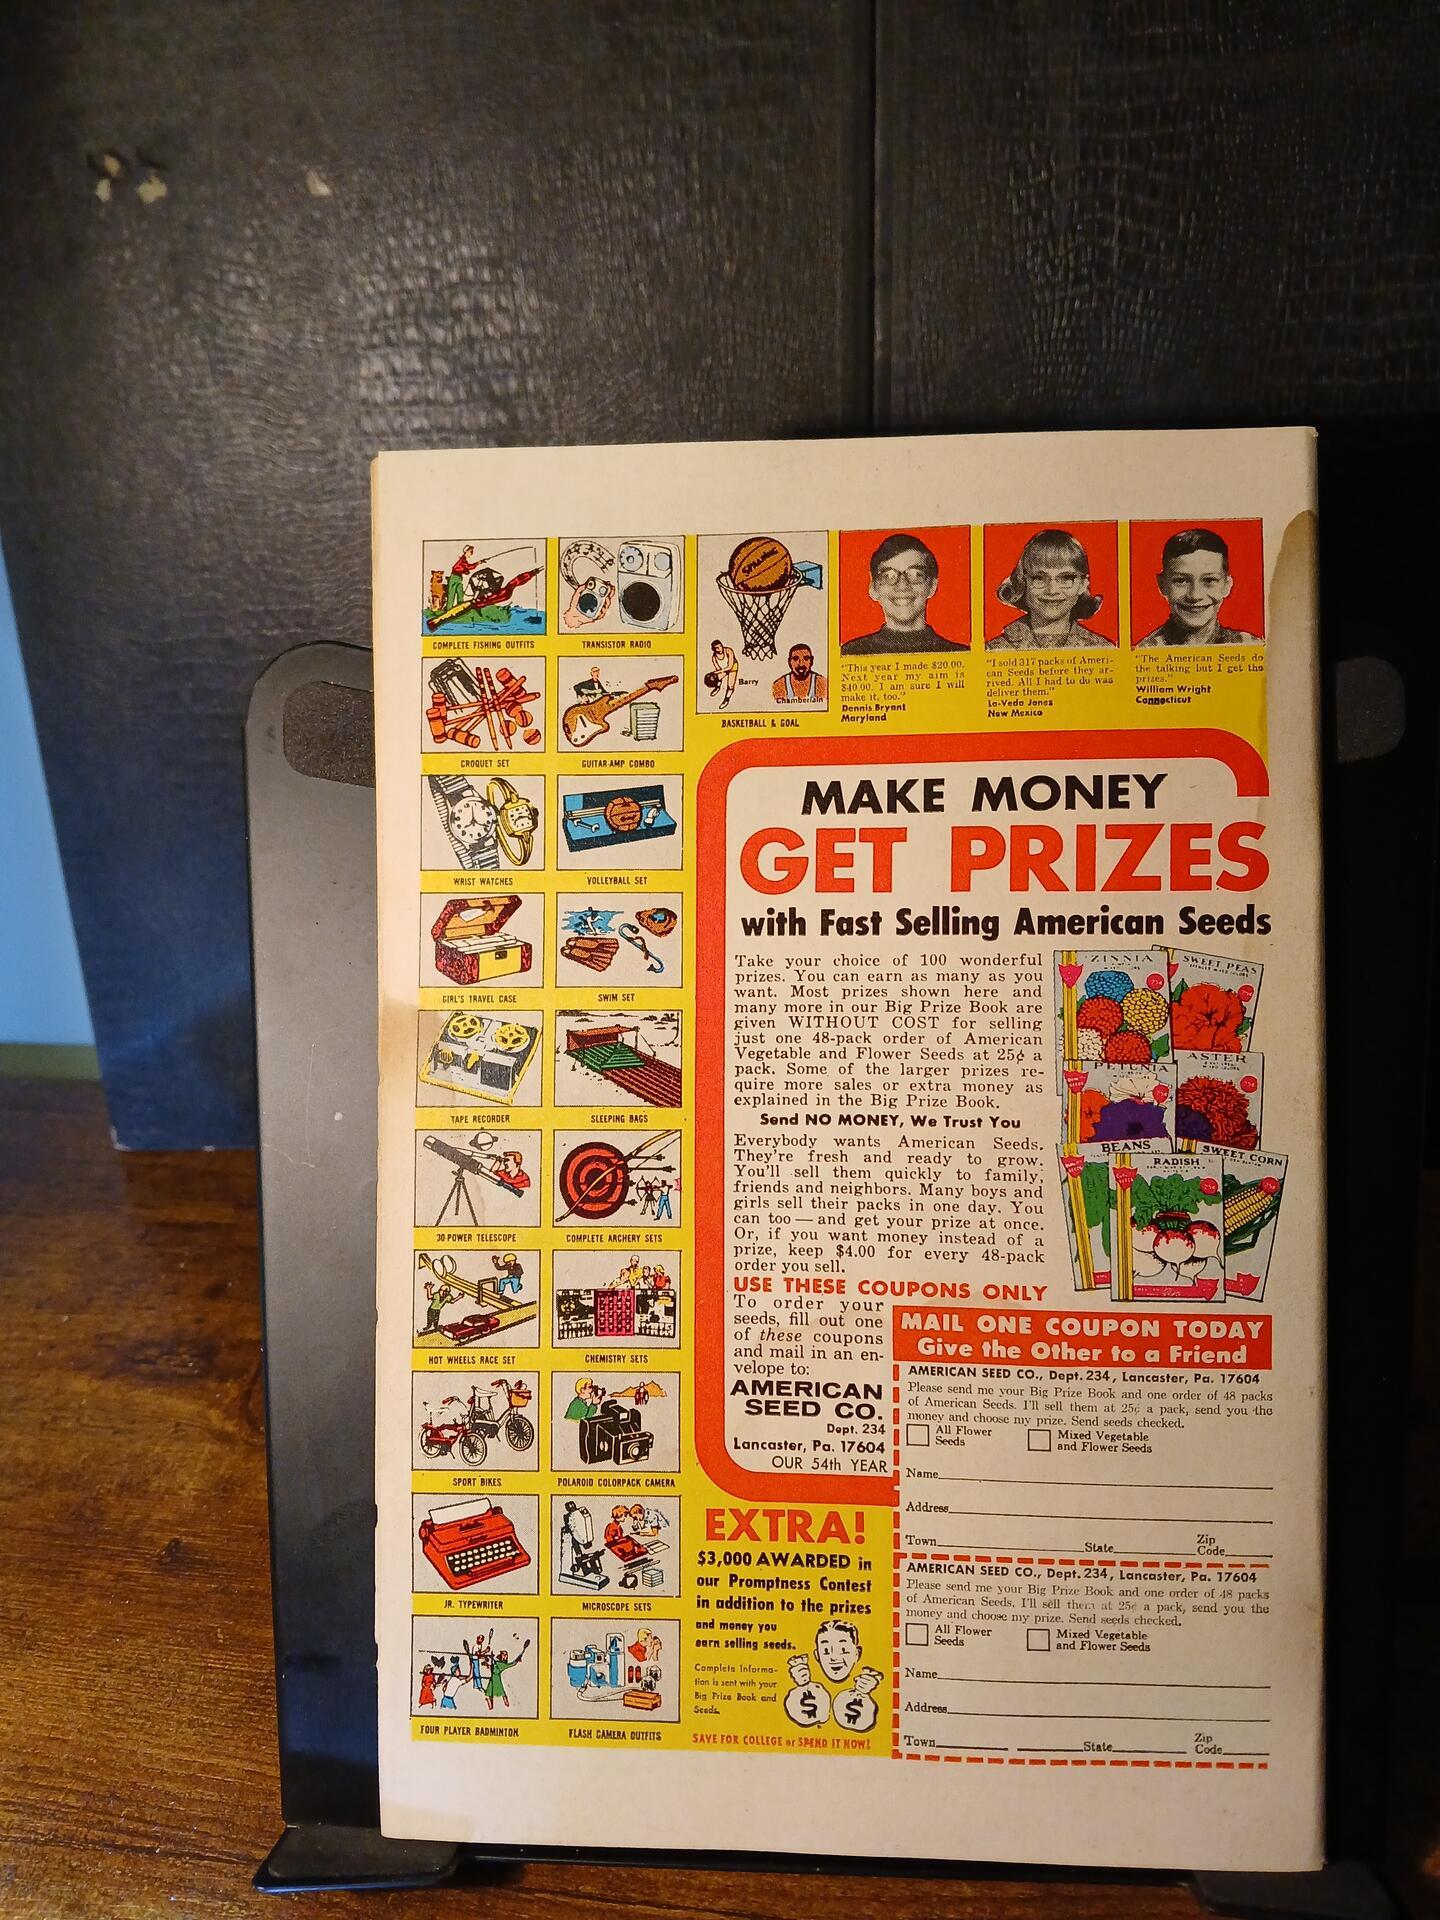 COMPLETE FISHING OUTFITS
TRANSISTOR RADIO
SPALDING
Barry
Chamberlain
BASKETBALL & GOAL
"This year I made $20.00.
Next year my aim is
$40.00. I am sure I will
make it, too."
Dennis Bryant
Maryland
"I sold 317 packs of Ameri-
can Seeds before they ar-
rived. All I had to do was
deliver them."
La-Veda Jones
New Mexico
"The American Seeds do
the talking but I get the
prizes."
William Wright
Connecticut
CROQUET SET
GUITAR-AMP COMBO
WRIST WATCHES
VOLLEYBALL SET
GIRL'S TRAVEL CASE
SWIM SET
TAPE RECORDER
SLEEPING BAGS
30-POWER TELESCOPE
COMPLETE ARCHERY SETS
HOT WHEELS RACE SET
CHEMISTRY SETS
SPORT BIKES
POLAROID COLORPACK CAMERA
JR. TYPEWRITER
MICROSCOPE SETS
FOUR PLAYER BADMINTON
FLASH CAMERA OUTFITS
MAKE MONEY
GET PRIZES
with Fast Selling American Seeds
Take your choice of 100 wonderful
prizes. You can earn as many as you
want. Most prizes shown here and
many more in our Big Prize Book are
given WITHOUT COST for selling
just one 48-pack order of American
Vegetable and Flower Seeds at 25¢ a
pack. Some of the larger prizes re-
quire more sales or extra money as
explained in the Big Prize Book.
Send NO MONEY, We Trust You
Everybody wants American Seeds.
They're fresh and ready to grow.
You'll sell them quickly to family,
friends and neighbors. Many boys and
girls sell their packs in one day. You
can too — and get your prize at once.
Or, if you want money instead of a
prize, keep $4.00 for every 48-pack
order you sell.
ZINNIA
SWEET PEAS
PETUNIA
ASTER
BEANS
RADISH
SWEET CORN
USE THESE COUPONS ONLY
To order your
seeds, fill out one
of these coupons
and mail in an en-
velope to:
AMERICAN
SEED CO.
Dept. 234
Lancaster, Pa. 17604
OUR 54th YEAR
MAIL ONE COUPON TODAY
Give the Other to a Friend
AMERICAN SEED CO., Dept. 234, Lancaster, Pa. 17604
Please send me your Big Prize Book and one order of 48 packs
of American Seeds. I'll sell them at 25¢ a pack, send you the
money and choose my prize. Send seeds checked.
All Flower
Seeds
Mixed Vegetable
and Flower Seeds
Name
Address
Town State Zip
Code
AMERICAN SEED CO., Dept. 234, Lancaster, Pa. 17604
Please send me your Big Prize Book and one order of 48 packs
of American Seeds. I'll sell them at 25¢ a pack, send you the
money and choose my prize. Send seeds checked.
All Flower
Seeds
Mixed Vegetable
and Flower Seeds
Name
Address
Town State Zip
Code
EXTRA!
$3,000 AWARDED in
our Promptness Contest
in addition to the prizes
and money you
earn selling seeds.
Complete Informa-
tion is sent with your
Big Prize Book and
Seeds.
$ $
SAVE FOR COLLEGE or SPEND IT NOW!